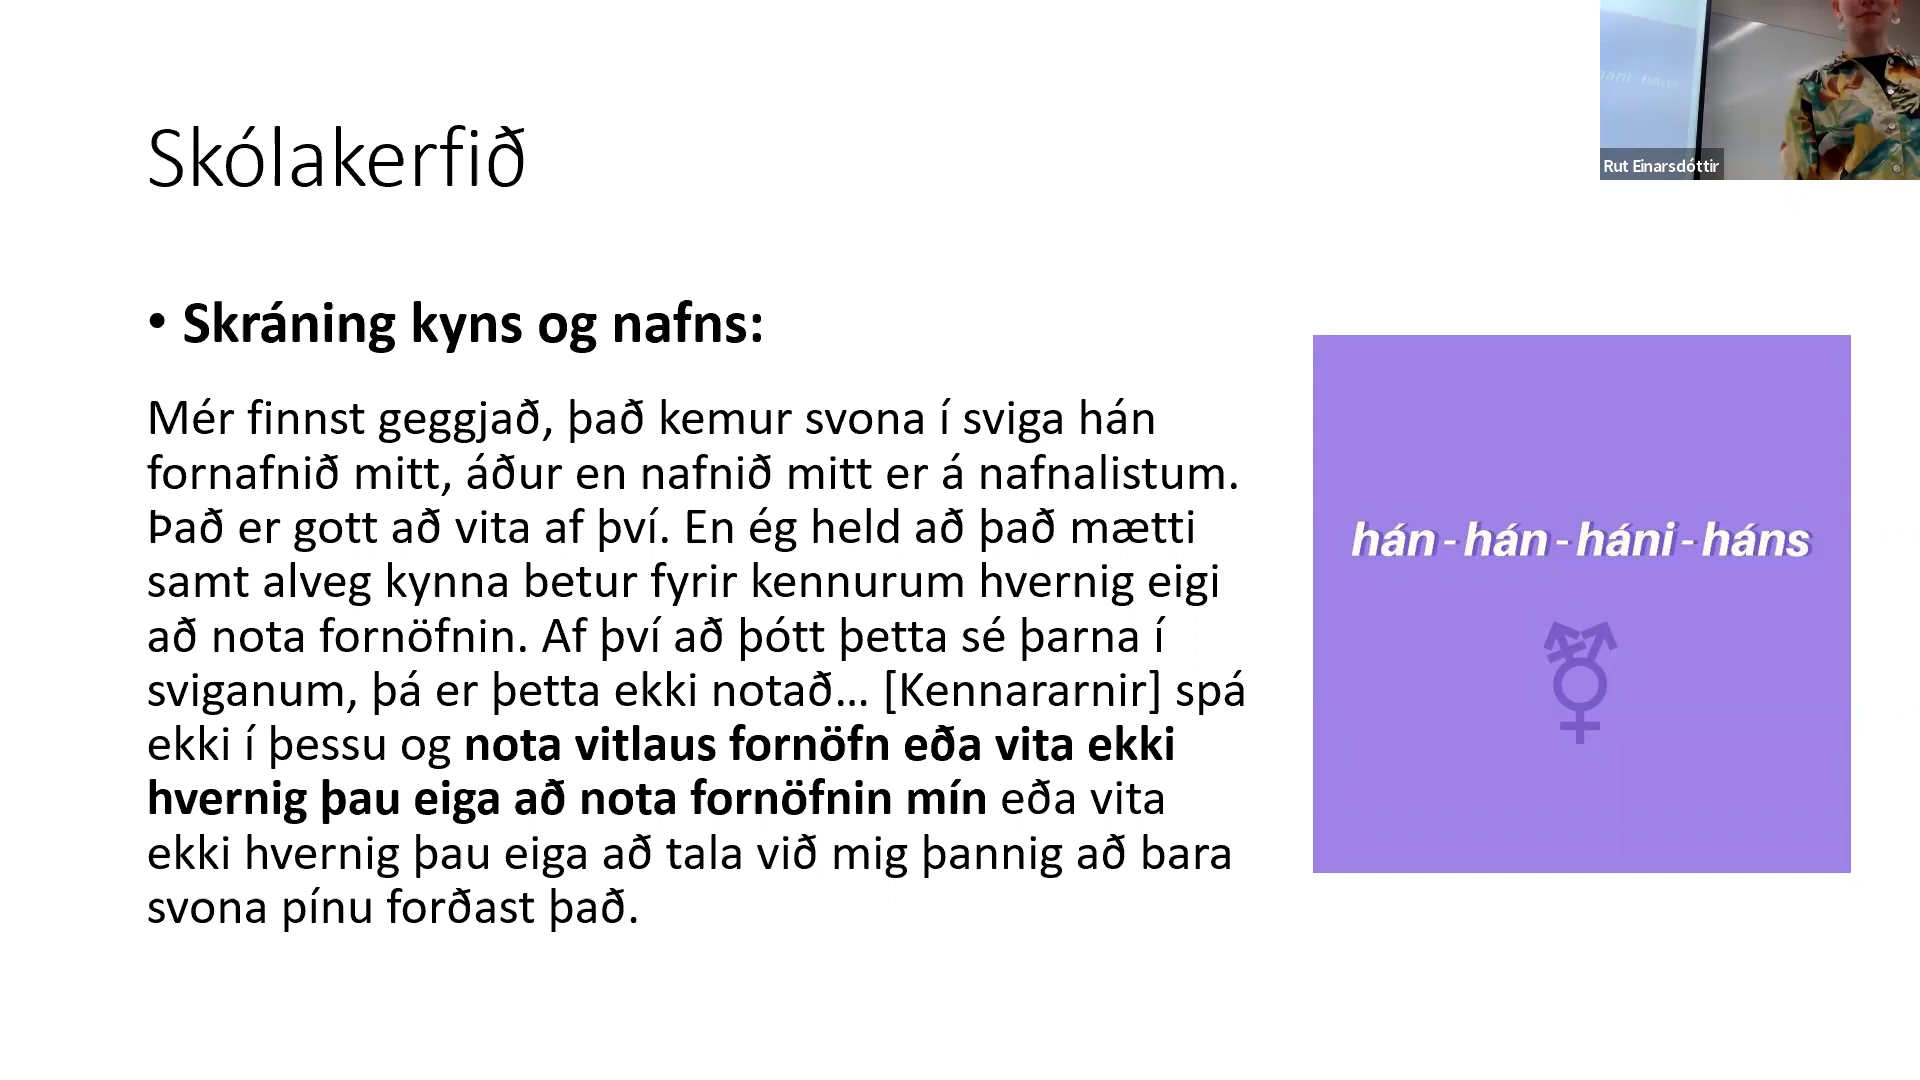 Skólakerfið
• Skráning kyns og nafns:
Mér finnst geggjað, það kemur svona í sviga hán
fornafnið mitt, áður en nafnið mitt er á nafnalistum.
Það er gott að vita af því. En ég held að það mætti
samt alveg kynna betur fyrir kennurum hvernig eigi
að nota fornöfnin. Af því að þótt þetta sé þarna í
sviganum, þá er þetta ekki notað… [Kennararnir] spá
ekki í þessu og nota vitlaus fornöfn eða vita ekki
hvernig þau eiga að nota fornöfnin mín eða vita
ekki hvernig þau eiga að tala við mig þannig að bara
svona pínu forðast það.
hán - hán - háni - háns
Rut Einarsdóttir